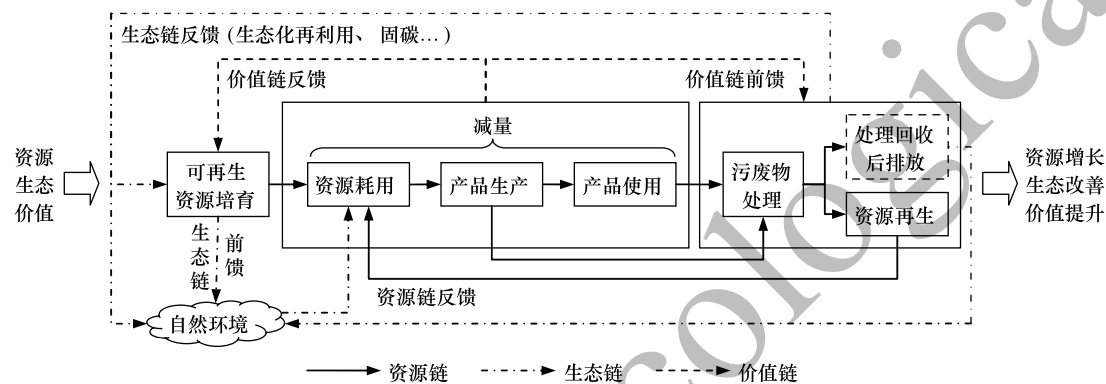 生态链反馈 (生态化再利用、 固碳… )
价值链反馈
价值链前馈
减量
资源
生态
价值
可再生
资源培育
资源耗用
产品生产
产品使用
污废物
处理
处理回收
后排放
资源再生
资源增长
生态改善
价值提升
生态链
前馈
资源链反馈
自然环境
资源链
生态链
价值链
ological